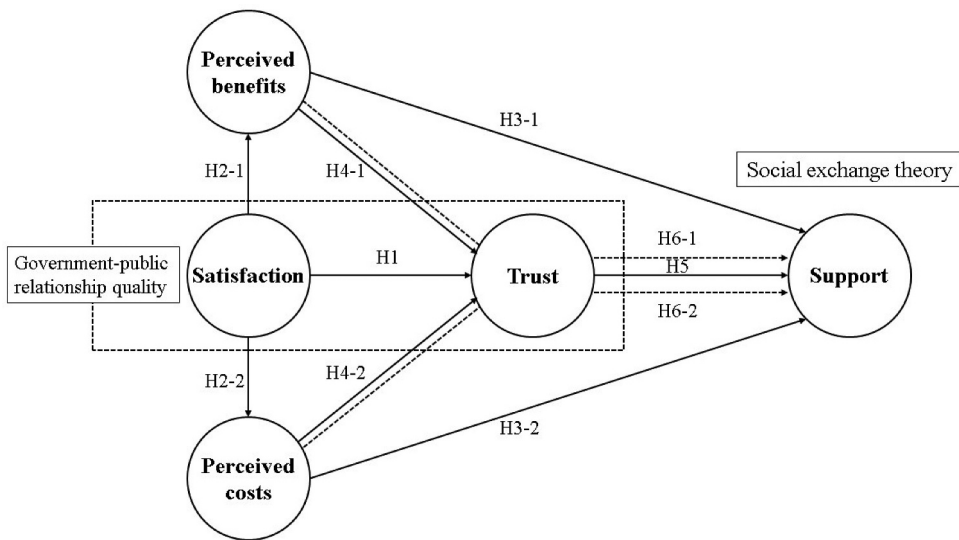 Perceived
benefits
H3-1
H2-1
H4-1
Social exchange theory
Government-public
relationship quality
Satisfaction
H1
Trust
H6-1
H5
H6-2
Support
H2-2
H4-2
H3-2
Perceived
costs